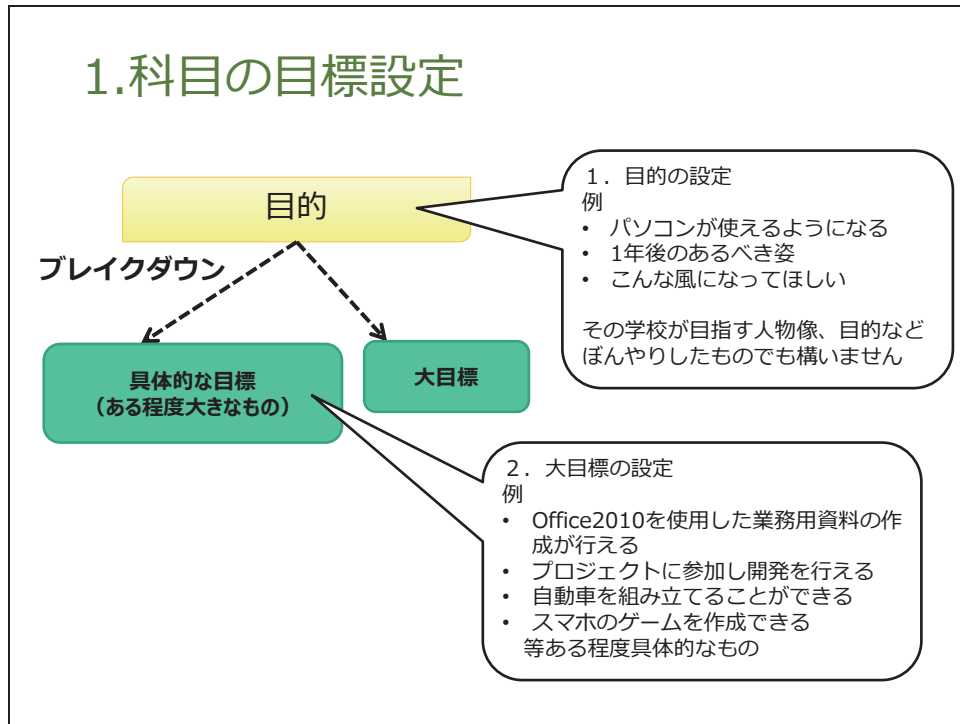 1.科目の目標設定
目的
ブレイクダウン
具体的な目標
（ある程度大きなもの）
大目標
１．目的の設定
例
• パソコンが使えるようになる
• 1年後のあるべき姿
• こんな風になってほしい
その学校が目指す人物像、目的など
ぼんやりしたものでも構いません
２．大目標の設定
例
• Office2010を使用した業務用資料の作
成が行える
• プロジェクトに参加し開発を行える
• 自動車を組み立てることができる
• スマホのゲームを作成できる
等ある程度具体的なもの